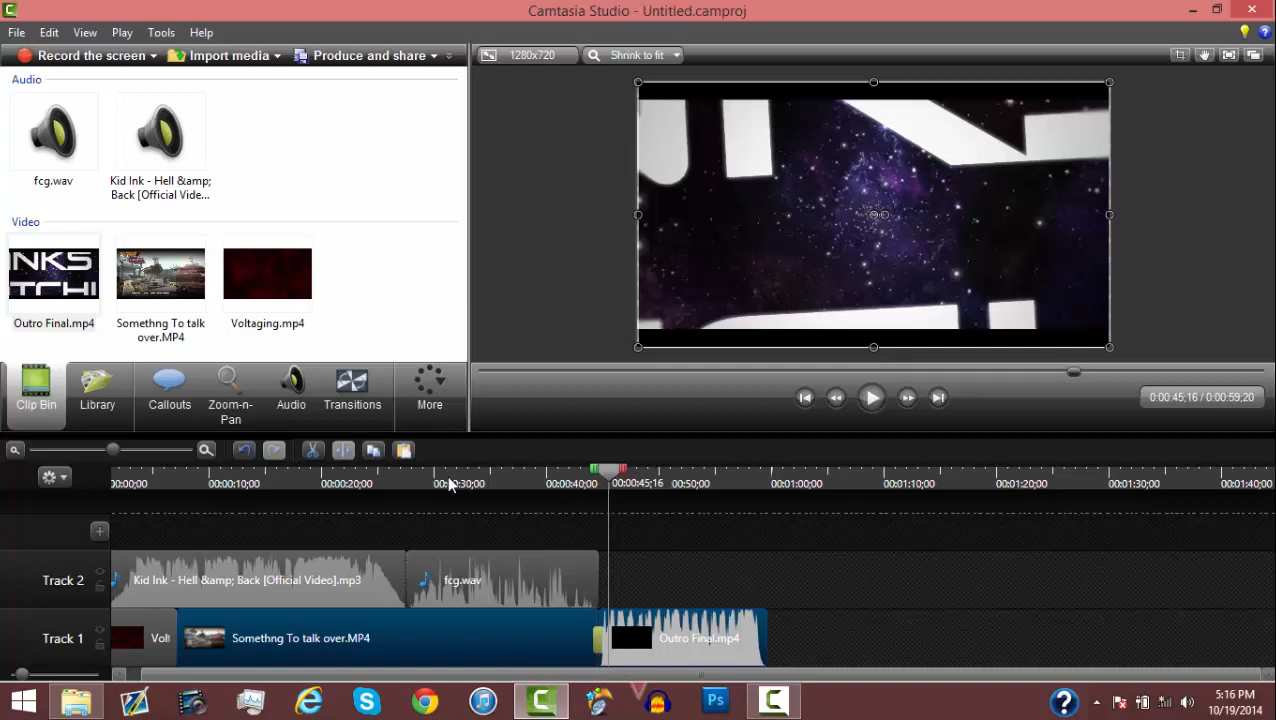 Camtasia Studio - Untitled.camproj
File Edit View Play Tools Help
Record the screen Import media Produce and share
1280x720 Shrink to fit
Audio
fcg.wav
Kid Ink - Hell &amp;
Back [Official Vide...
Video
NK5
TCHI
Outro Final.mp4
Somethng To talk
over.MP4
Voltaging.mp4
Clip Bin
Library
Callouts
Zoom-n-
Pan
Audio
Transitions
More
0:00:45;16 / 0:00:59;20
00:00;00 00:00:10;00 00:00:20;00 00:00:30;00 00:00:40;00 00:00:45;16 00:00:50;00 00:01:00;00 00:01:10;00 00:01:20;00 00:01:30;00 00:01:40;00
Track 2
Kid Ink - Hell &amp; Back [Official Video].mp3
fcg.wav
Track 1
Volt
Somethng To talk over.MP4
Outro Final.mp4
Ps
5:16 PM
10/19/2014